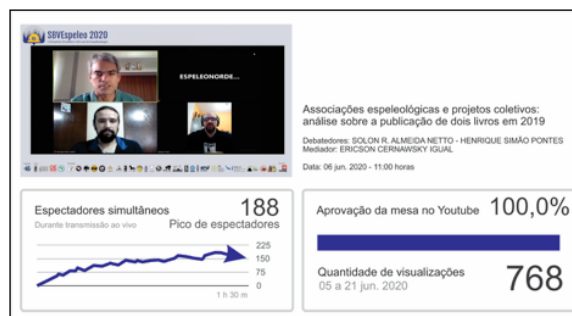 SBVEspeleo 2020
ESPELEONORDE...
Associações espeleológicas e projetos coletivos:
análise sobre a publicação de dois livros em 2019
Debatedores: SOLON R. ALMEIDA NETTO - HENRIQUE SIMÃO PONTES
Mediador: ERICSON CERNAWSKY IGUAL
Data: 06 jun. 2020 - 11:00 horas
Espectadores simultâneos
188
Durante transmissão ao vivo
Pico de espectadores
225
150
75
0
1 h 30 m
Aprovação da mesa no Youtube 100,0%
Quantidade de visualizações
05 a 21 jun. 2020
768